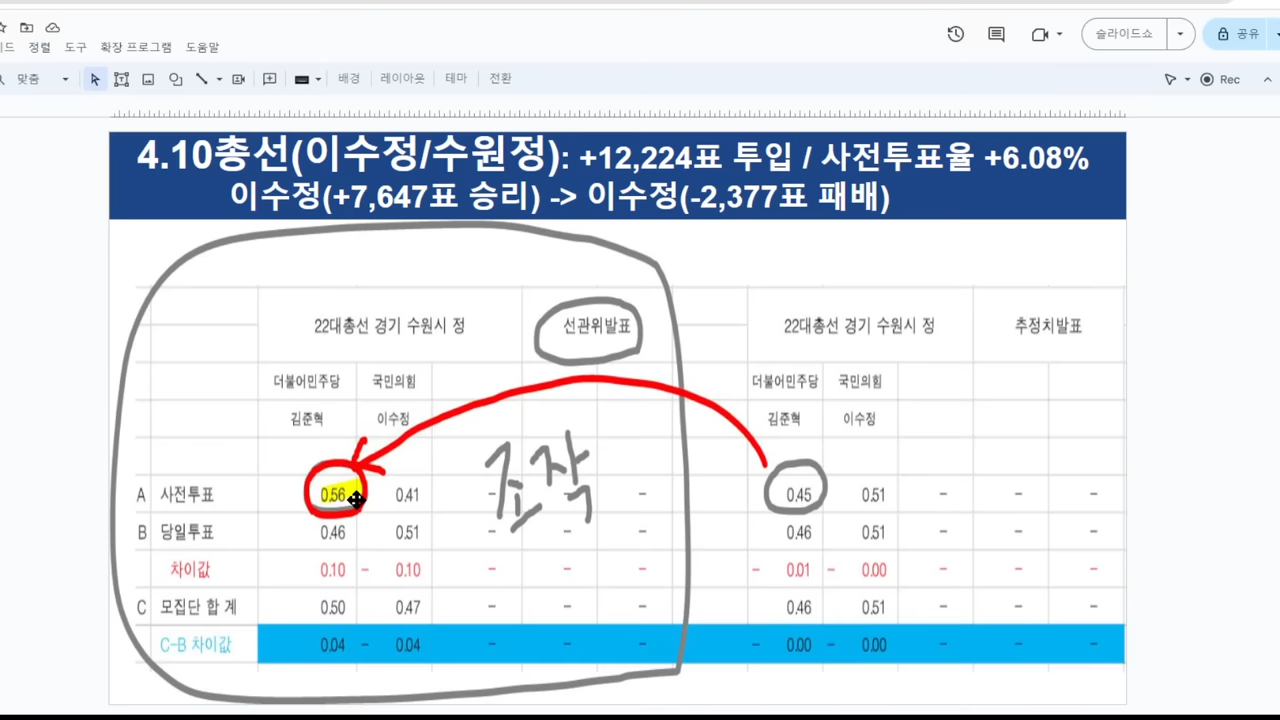 이드 정렬 도구 확장 프로그램 도움말
슬라이드쇼 공유
맞춤 배경 레이아웃 테마 전환 Rec
4.10총선(이수정/수원정): +12,224표 투입 / 사전투표율 +6.08%
이수정(+7,647표 승리) -> 이수정(-2,377표 패배)
22대총선 경기 수원시 정 선관위발표 22대총선 경기 수원시 정 추정치발표
더불어민주당 국민의힘 더불어민주당 국민의힘
김준혁 이수정 김준혁 이수정
조작
A 사전투표 0.56 0.41 - - - 0.45 0.51 - - -
B 당일투표 0.46 0.51 - - - 0.46 0.51 - - -
차이값 0.10 - 0.10 - - - - 0.01 - 0.00 - - -
C 모집단 합 계 0.50 0.47 - - - 0.46 0.51 - - -
C-B 차이값 0.04 - 0.04 - - - - 0.00 - 0.00 - - -